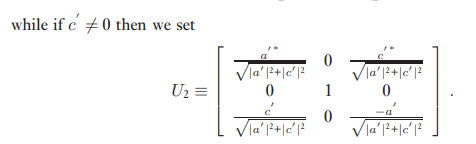 while if c′ ≠ 0 then we set
U₂ ≡ [ a′*/√|a′|²+|c′|² 0 c′*/√|a′|²+|c′|²
0 1 0
c′/√|a′|²+|c′|² 0 −a′/√|a′|²+|c′|² ] .